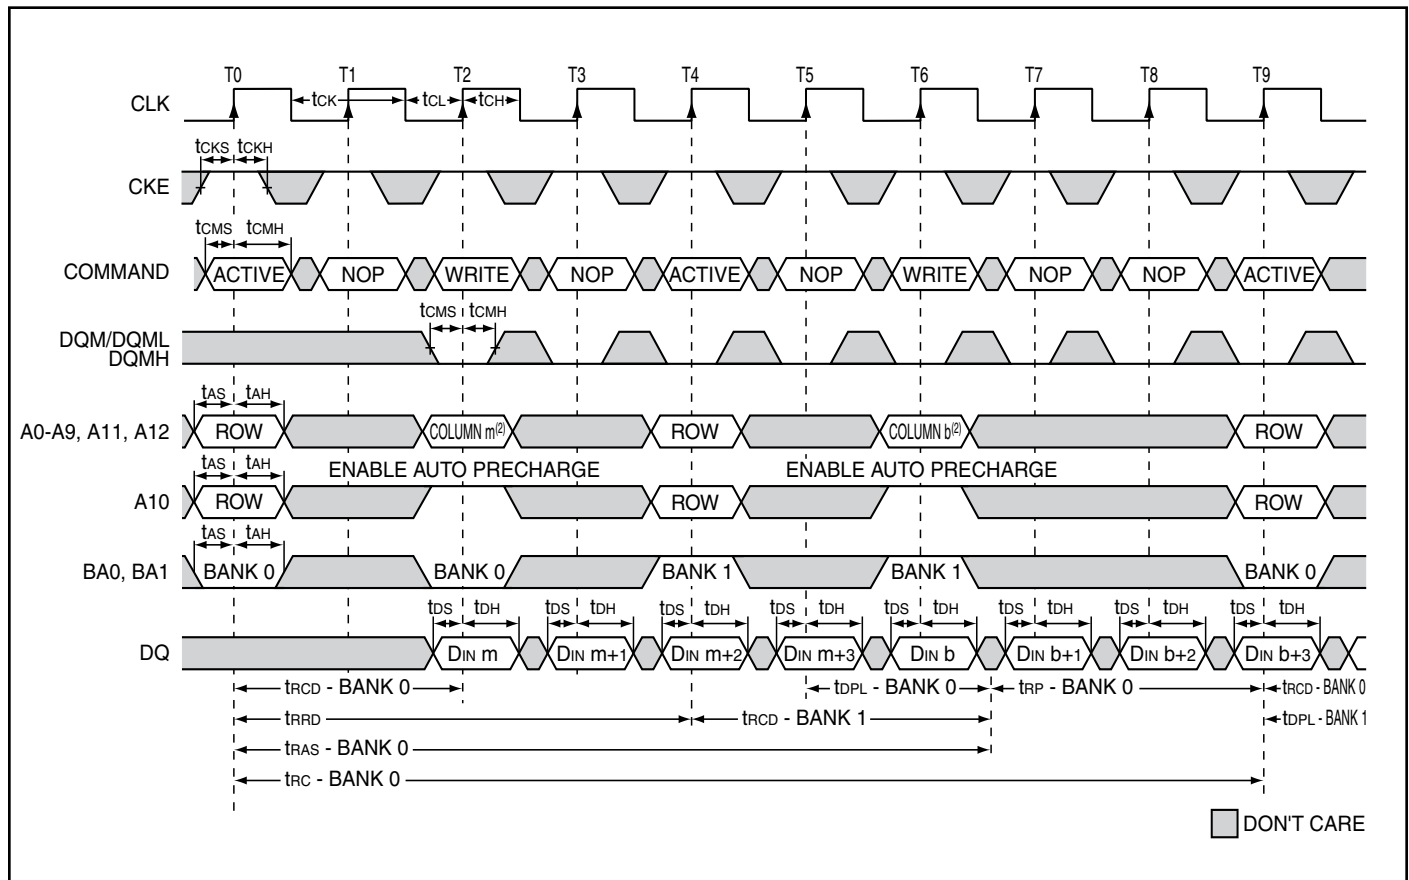 T0 T1 T2 T3 T4 T5 T6 T7 T8 T9
CLK tCK tCL tCH
tCKS tCKH
CKE
tCMS tCMH
COMMAND ACTIVE NOP WRITE NOP ACTIVE NOP WRITE NOP NOP ACTIVE
tCMS tCMH
DQM/DQML
DQMH
tAS tAH
A0-A9, A11, A12 ROW COLUMN m(2) ROW COLUMN b(2) ROW
tAS tAH ENABLE AUTO PRECHARGE ENABLE AUTO PRECHARGE
A10 ROW ROW ROW
tAS tAH
BA0, BA1 BANK 0 BANK 0 BANK 1 BANK 1 BANK 0
tDS tDH tDS tDH tDS tDH tDS tDH tDS tDH tDS tDH tDS tDH tDS tDH
DQ DIN m DIN m+1 DIN m+2 DIN m+3 DIN b DIN b+1 DIN b+2 DIN b+3
tRCD - BANK 0 tDPL - BANK 0 tRP - BANK 0 tRCD - BANK 0
tRRD tRCD - BANK 1 tDPL - BANK 1
tRAS - BANK 0
tRC - BANK 0
DON'T CARE